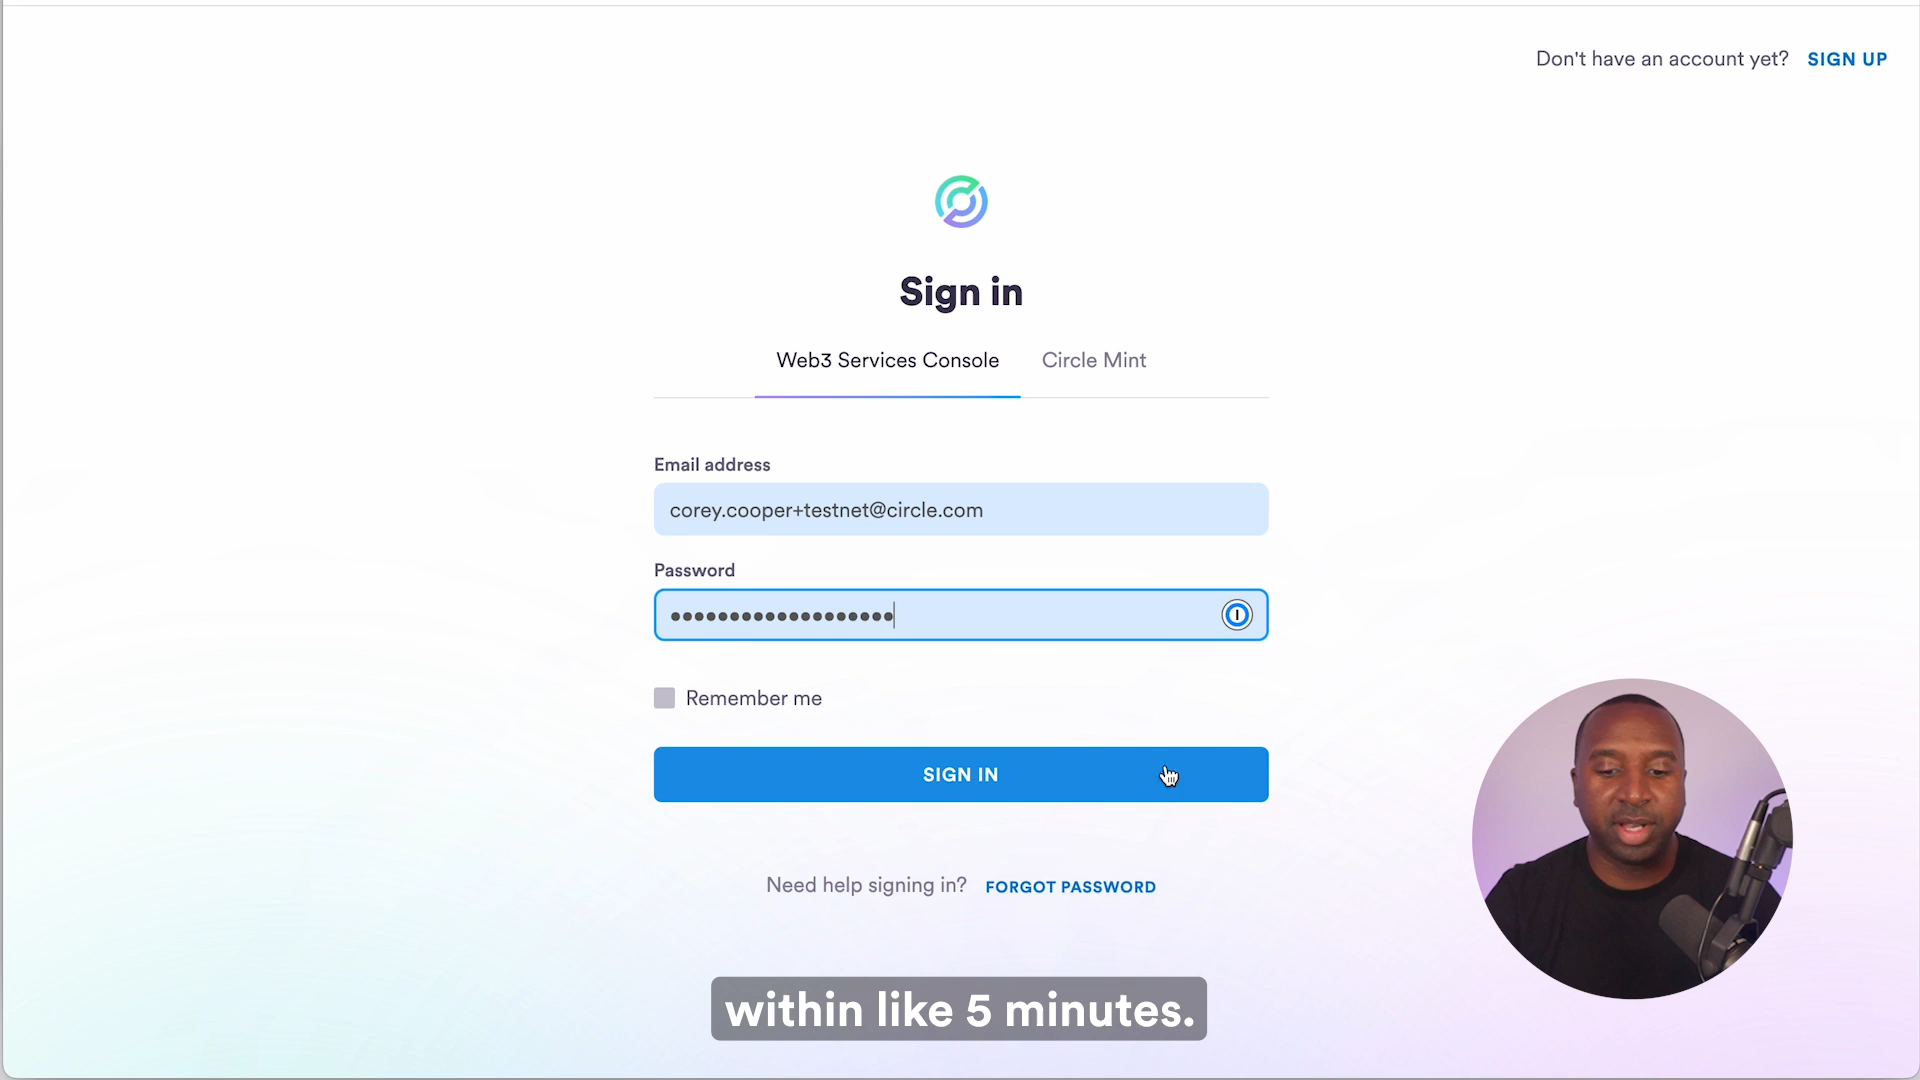 Don't have an account yet? SIGN UP
Sign in
Web3 Services Console Circle Mint
Email address
corey.cooper+testnet@circle.com
Password
Remember me
SIGN IN
Need help signing in? FORGOT PASSWORD
within like 5 minutes.